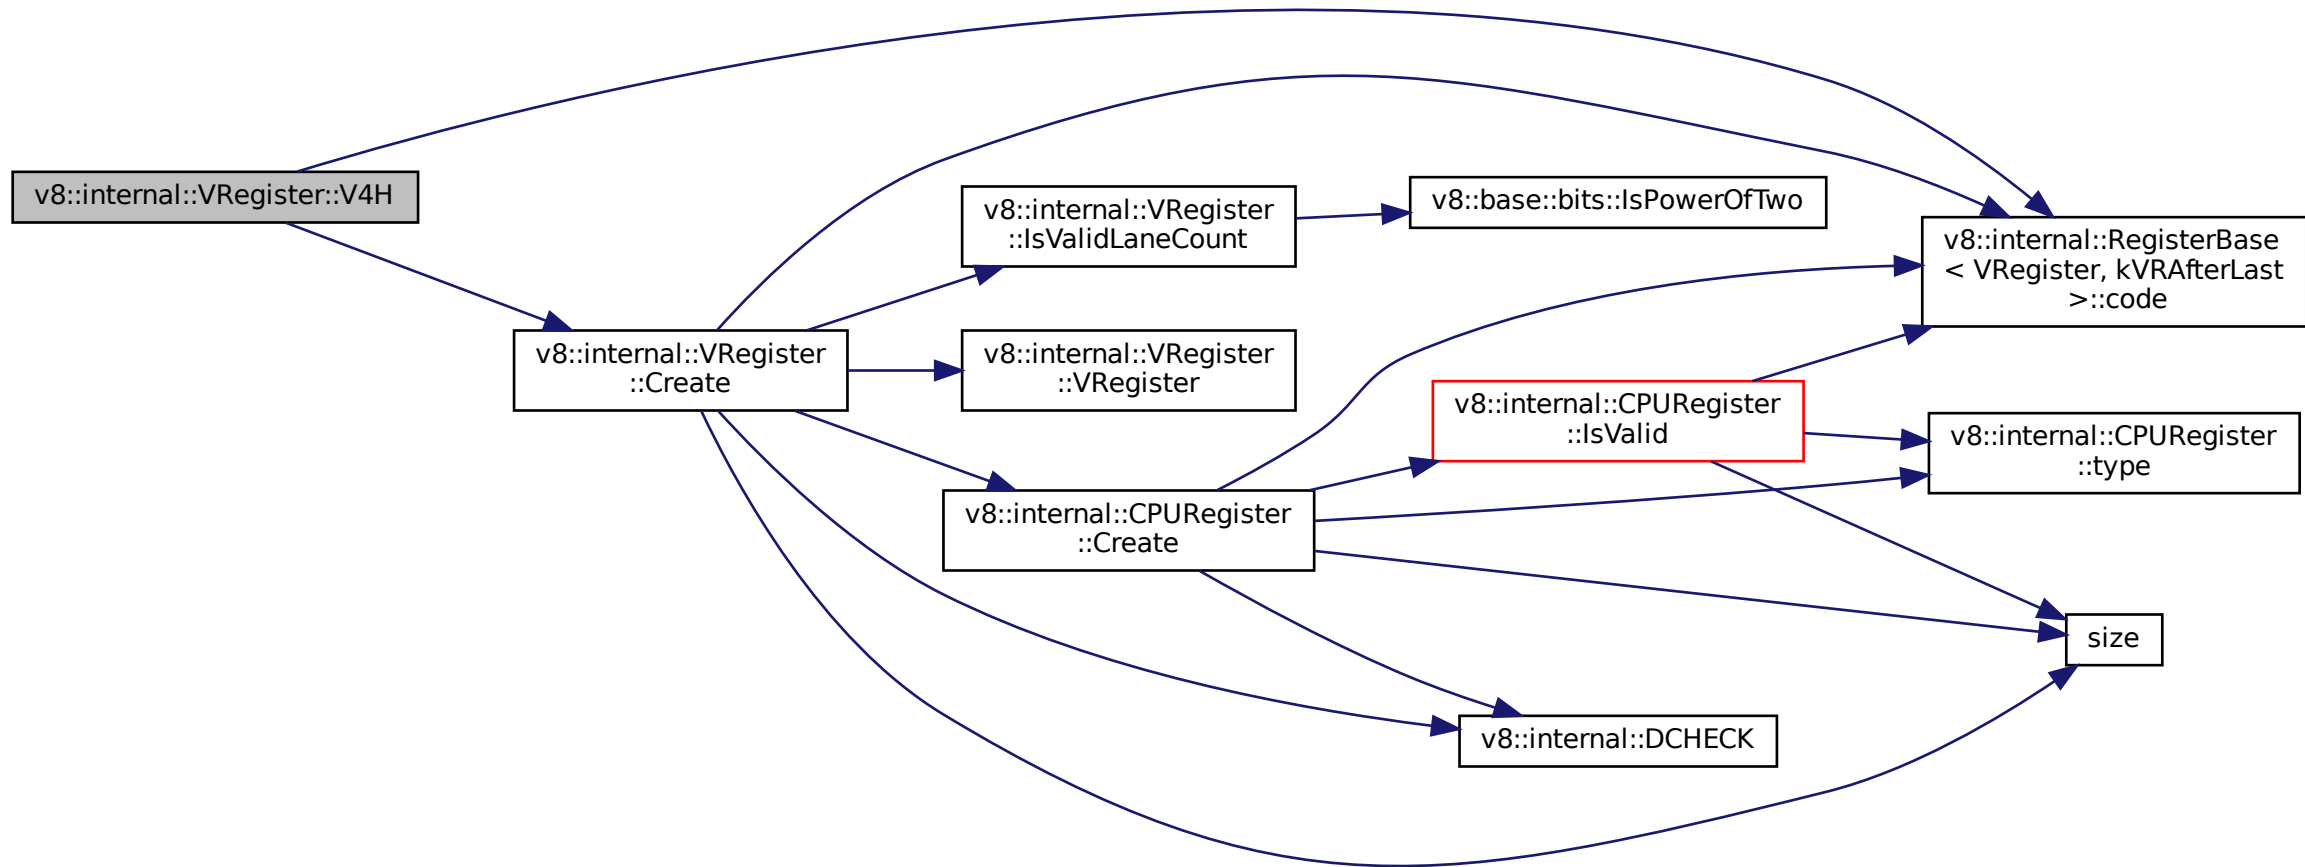 v8::internal::VRegister::V4H
v8::internal::VRegister
::Create
v8::internal::VRegister
::IsValidLaneCount
v8::internal::VRegister
::VRegister
v8::internal::CPURegister
::Create
v8::base::bits::IsPowerOfTwo
v8::internal::CPURegister
::IsValid
v8::internal::DCHECK
v8::internal::RegisterBase
< VRegister, kVRAfterLast
>::code
v8::internal::CPURegister
::type
size